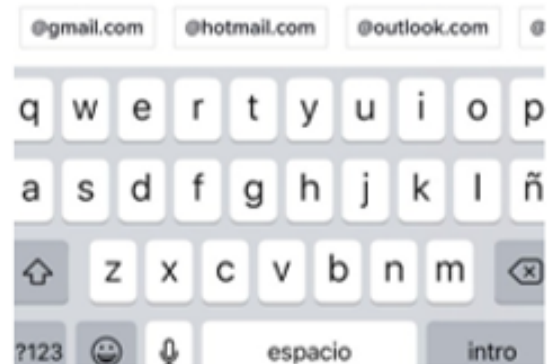 @gmail.com @hotmail.com @outlook.com @
q w e r t y u i o p
a s d f g h j k l ñ
z x c v b n m
?123 espacio intro